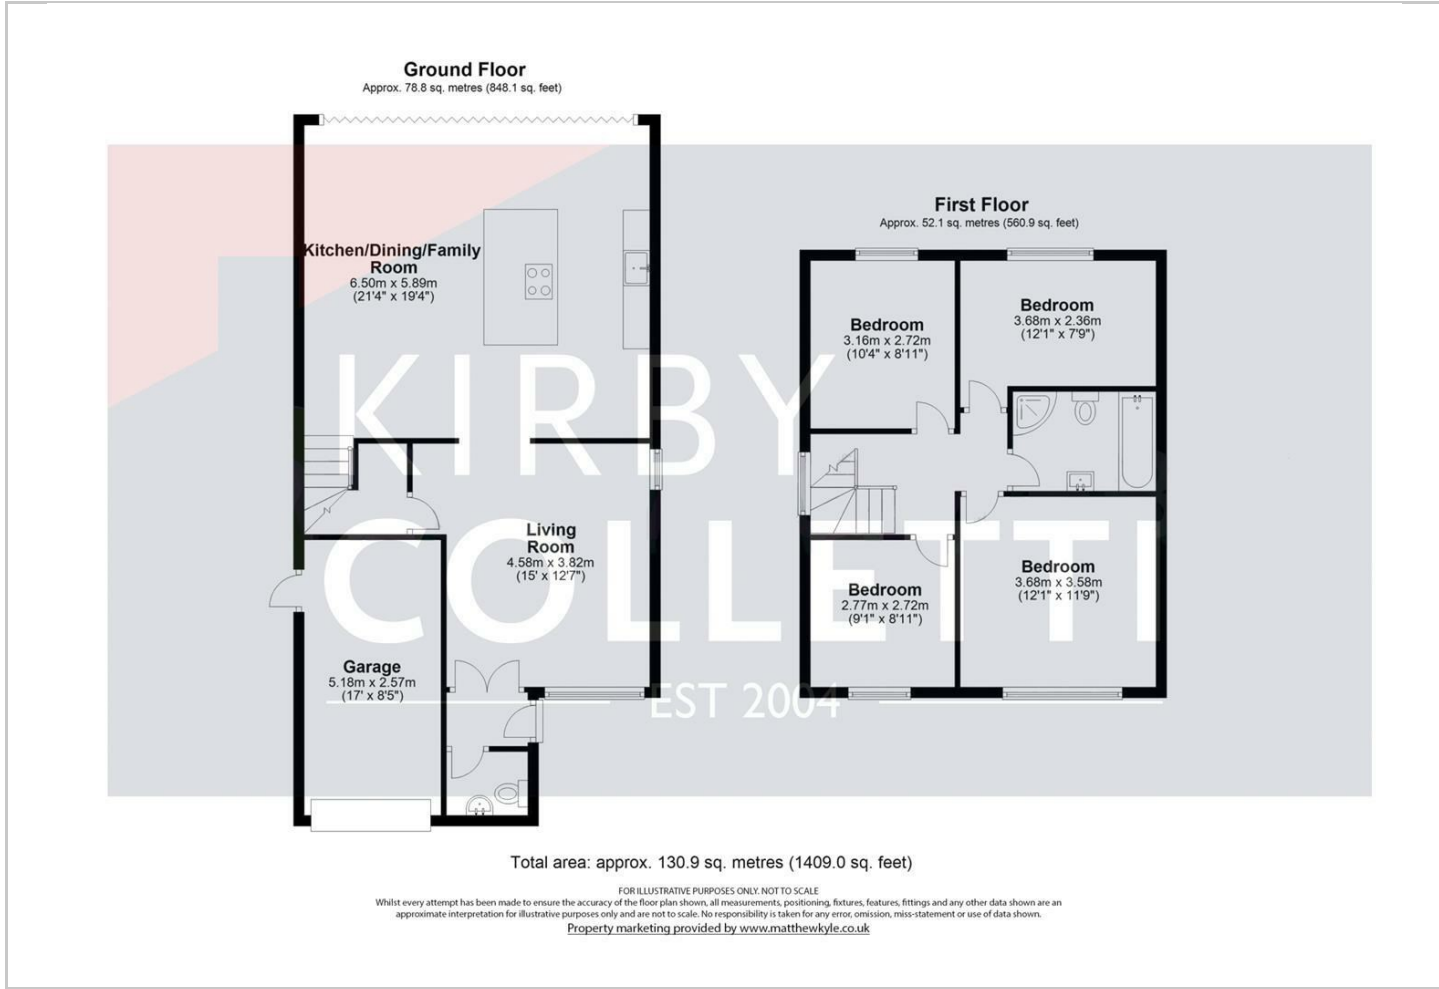 Ground Floor
Approx. 78.8 sq. metres (848.1 sq. feet)
Kitchen/Dining/Family
Room
6.50m x 5.89m
(21'4" x 19'4")
Living
Room
4.58m x 3.82m
(15' x 12'7")
Garage
5.18m x 2.57m
(17' x 8'5")
First Floor
Approx. 52.1 sq. metres (560.9 sq. feet)
Bedroom
3.16m x 2.72m
(10'4" x 8'11")
Bedroom
3.68m x 2.36m
(12'1" x 7'9")
Bedroom
2.77m x 2.72m
(9'1" x 8'11")
Bedroom
3.68m x 3.58m
(12'1" x 11'9")
KIRBY
COLLETTI
EST 2004
Total area: approx. 130.9 sq. metres (1409.0 sq. feet)
FOR ILLUSTRATIVE PURPOSES ONLY. NOT TO SCALE
Whilst every attempt has been made to ensure the accuracy of the floor plan shown, all measurements, positioning, fixtures, features, fittings and any other data shown are an
approximate interpretation for illustrative purposes only and are not to scale. No responsibility is taken for any error, omission, miss-statement or use of data shown.
Property marketing provided by www.matthewkyle.co.uk